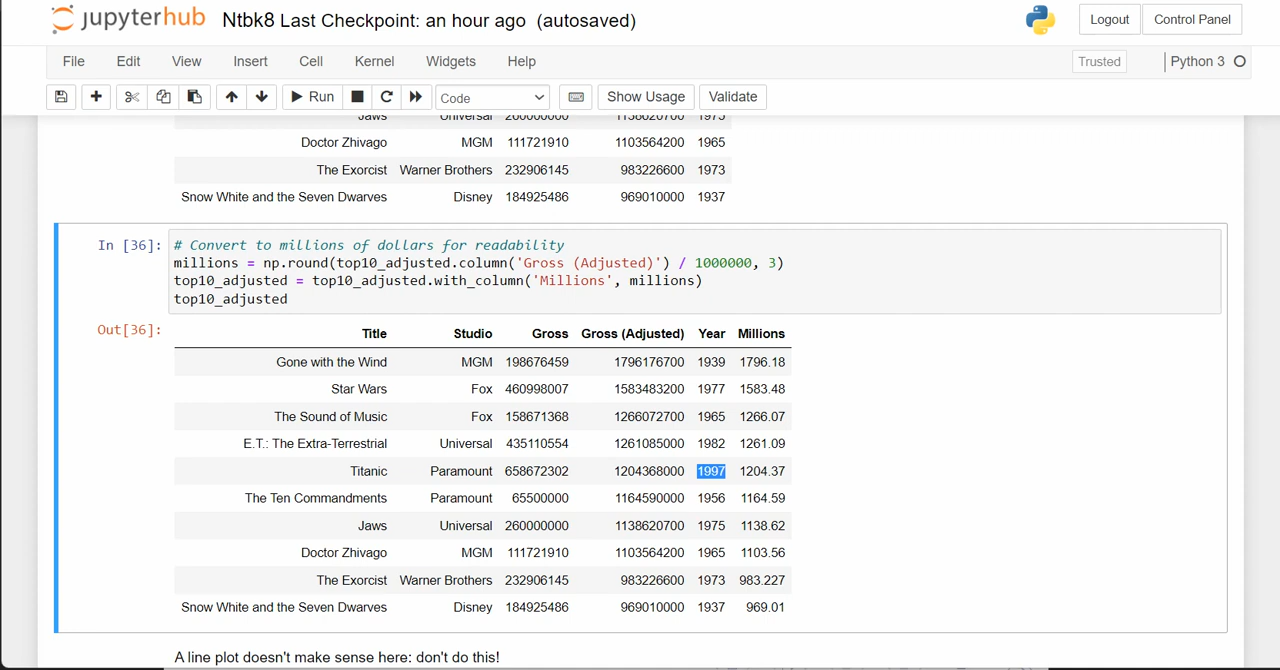 jupyterhub Ntbk8 Last Checkpoint: an hour ago (autosaved) Logout Control Panel
File Edit View Insert Cell Kernel Widgets Help Trusted Python 3
Run Code Show Usage Validate
Jaws Universal 260000000 1138620700 1975
Doctor Zhivago MGM 111721910 1103564200 1965
The Exorcist Warner Brothers 232906145 983226600 1973
Snow White and the Seven Dwarves Disney 184925486 969010000 1937
In [36]: # Convert to millions of dollars for readability
millions = np.round(top10_adjusted.column('Gross (Adjusted)') / 1000000, 3)
top10_adjusted = top10_adjusted.with_column('Millions', millions)
top10_adjusted
Out[36]: Title Studio Gross Gross (Adjusted) Year Millions
Gone with the Wind MGM 198676459 1796176700 1939 1796.18
Star Wars Fox 460998007 1583483200 1977 1583.48
The Sound of Music Fox 158671368 1266072700 1965 1266.07
E.T.: The Extra-Terrestrial Universal 435110554 1261085000 1982 1261.09
Titanic Paramount 658672302 1204368000 1997 1204.37
The Ten Commandments Paramount 65500000 1164590000 1956 1164.59
Jaws Universal 260000000 1138620700 1975 1138.62
Doctor Zhivago MGM 111721910 1103564200 1965 1103.56
The Exorcist Warner Brothers 232906145 983226600 1973 983.227
Snow White and the Seven Dwarves Disney 184925486 969010000 1937 969.01
A line plot doesn't make sense here: don't do this!